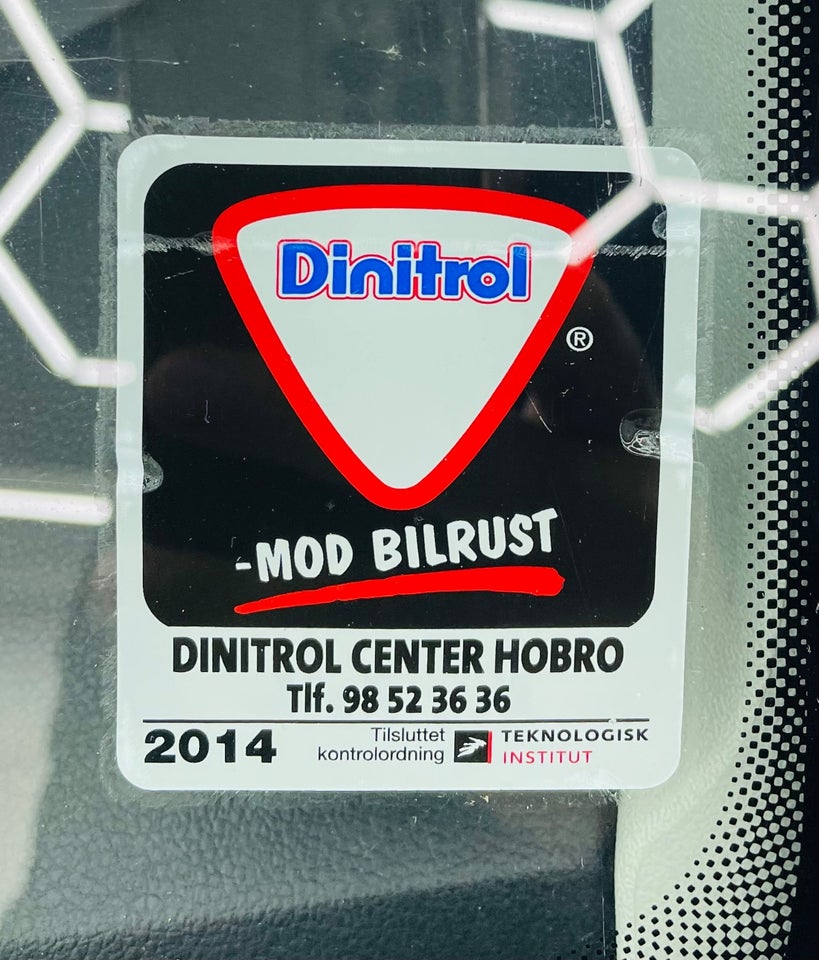 Dinitrol
®
-MOD BILRUST
DINITROL CENTER HOBRO
Tlf. 98 52 36 36
2014
Tilsluttet
kontrolordning
TEKNOLOGISK
INSTITUT